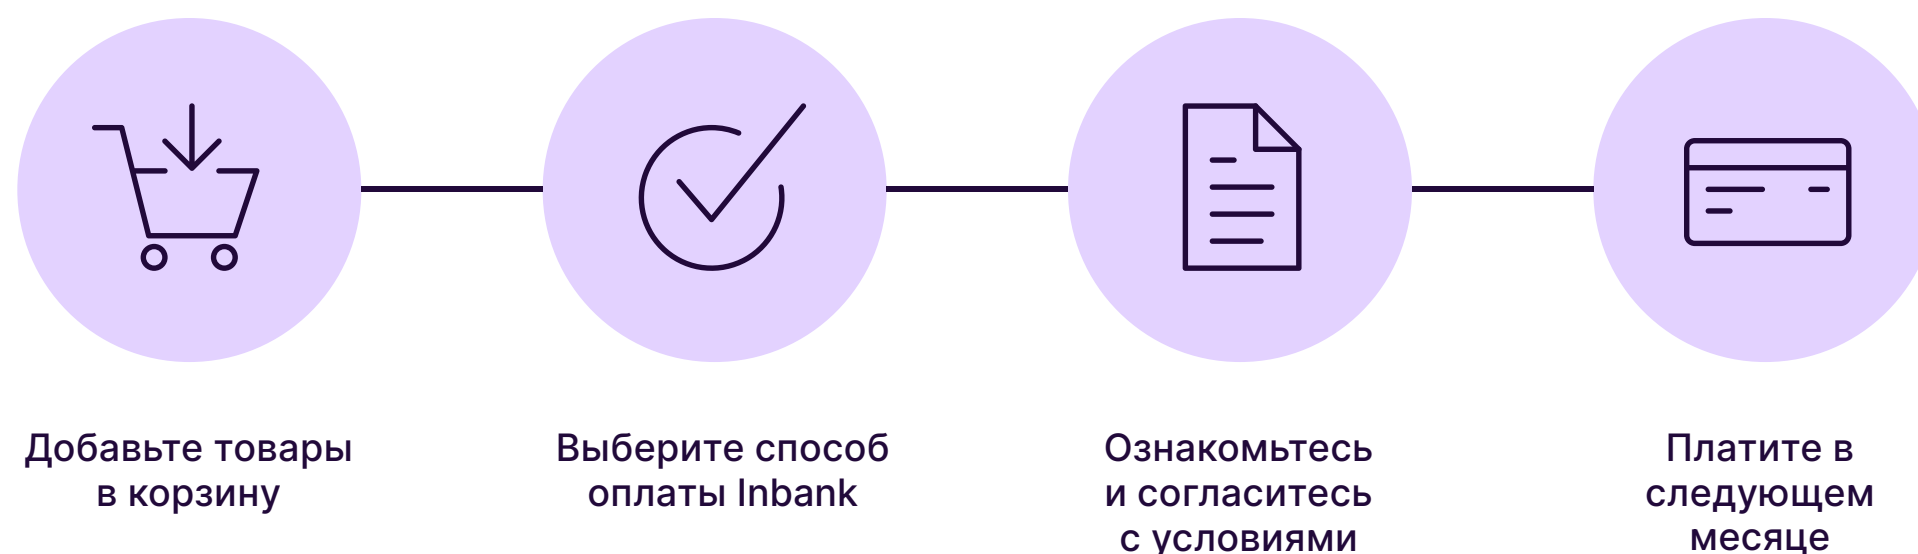 Добавьте товары
в корзину
Выберите способ
оплаты Inbank
Ознакомьтесь
и согласитесь
с условиями
Платите в
следующем
месяце